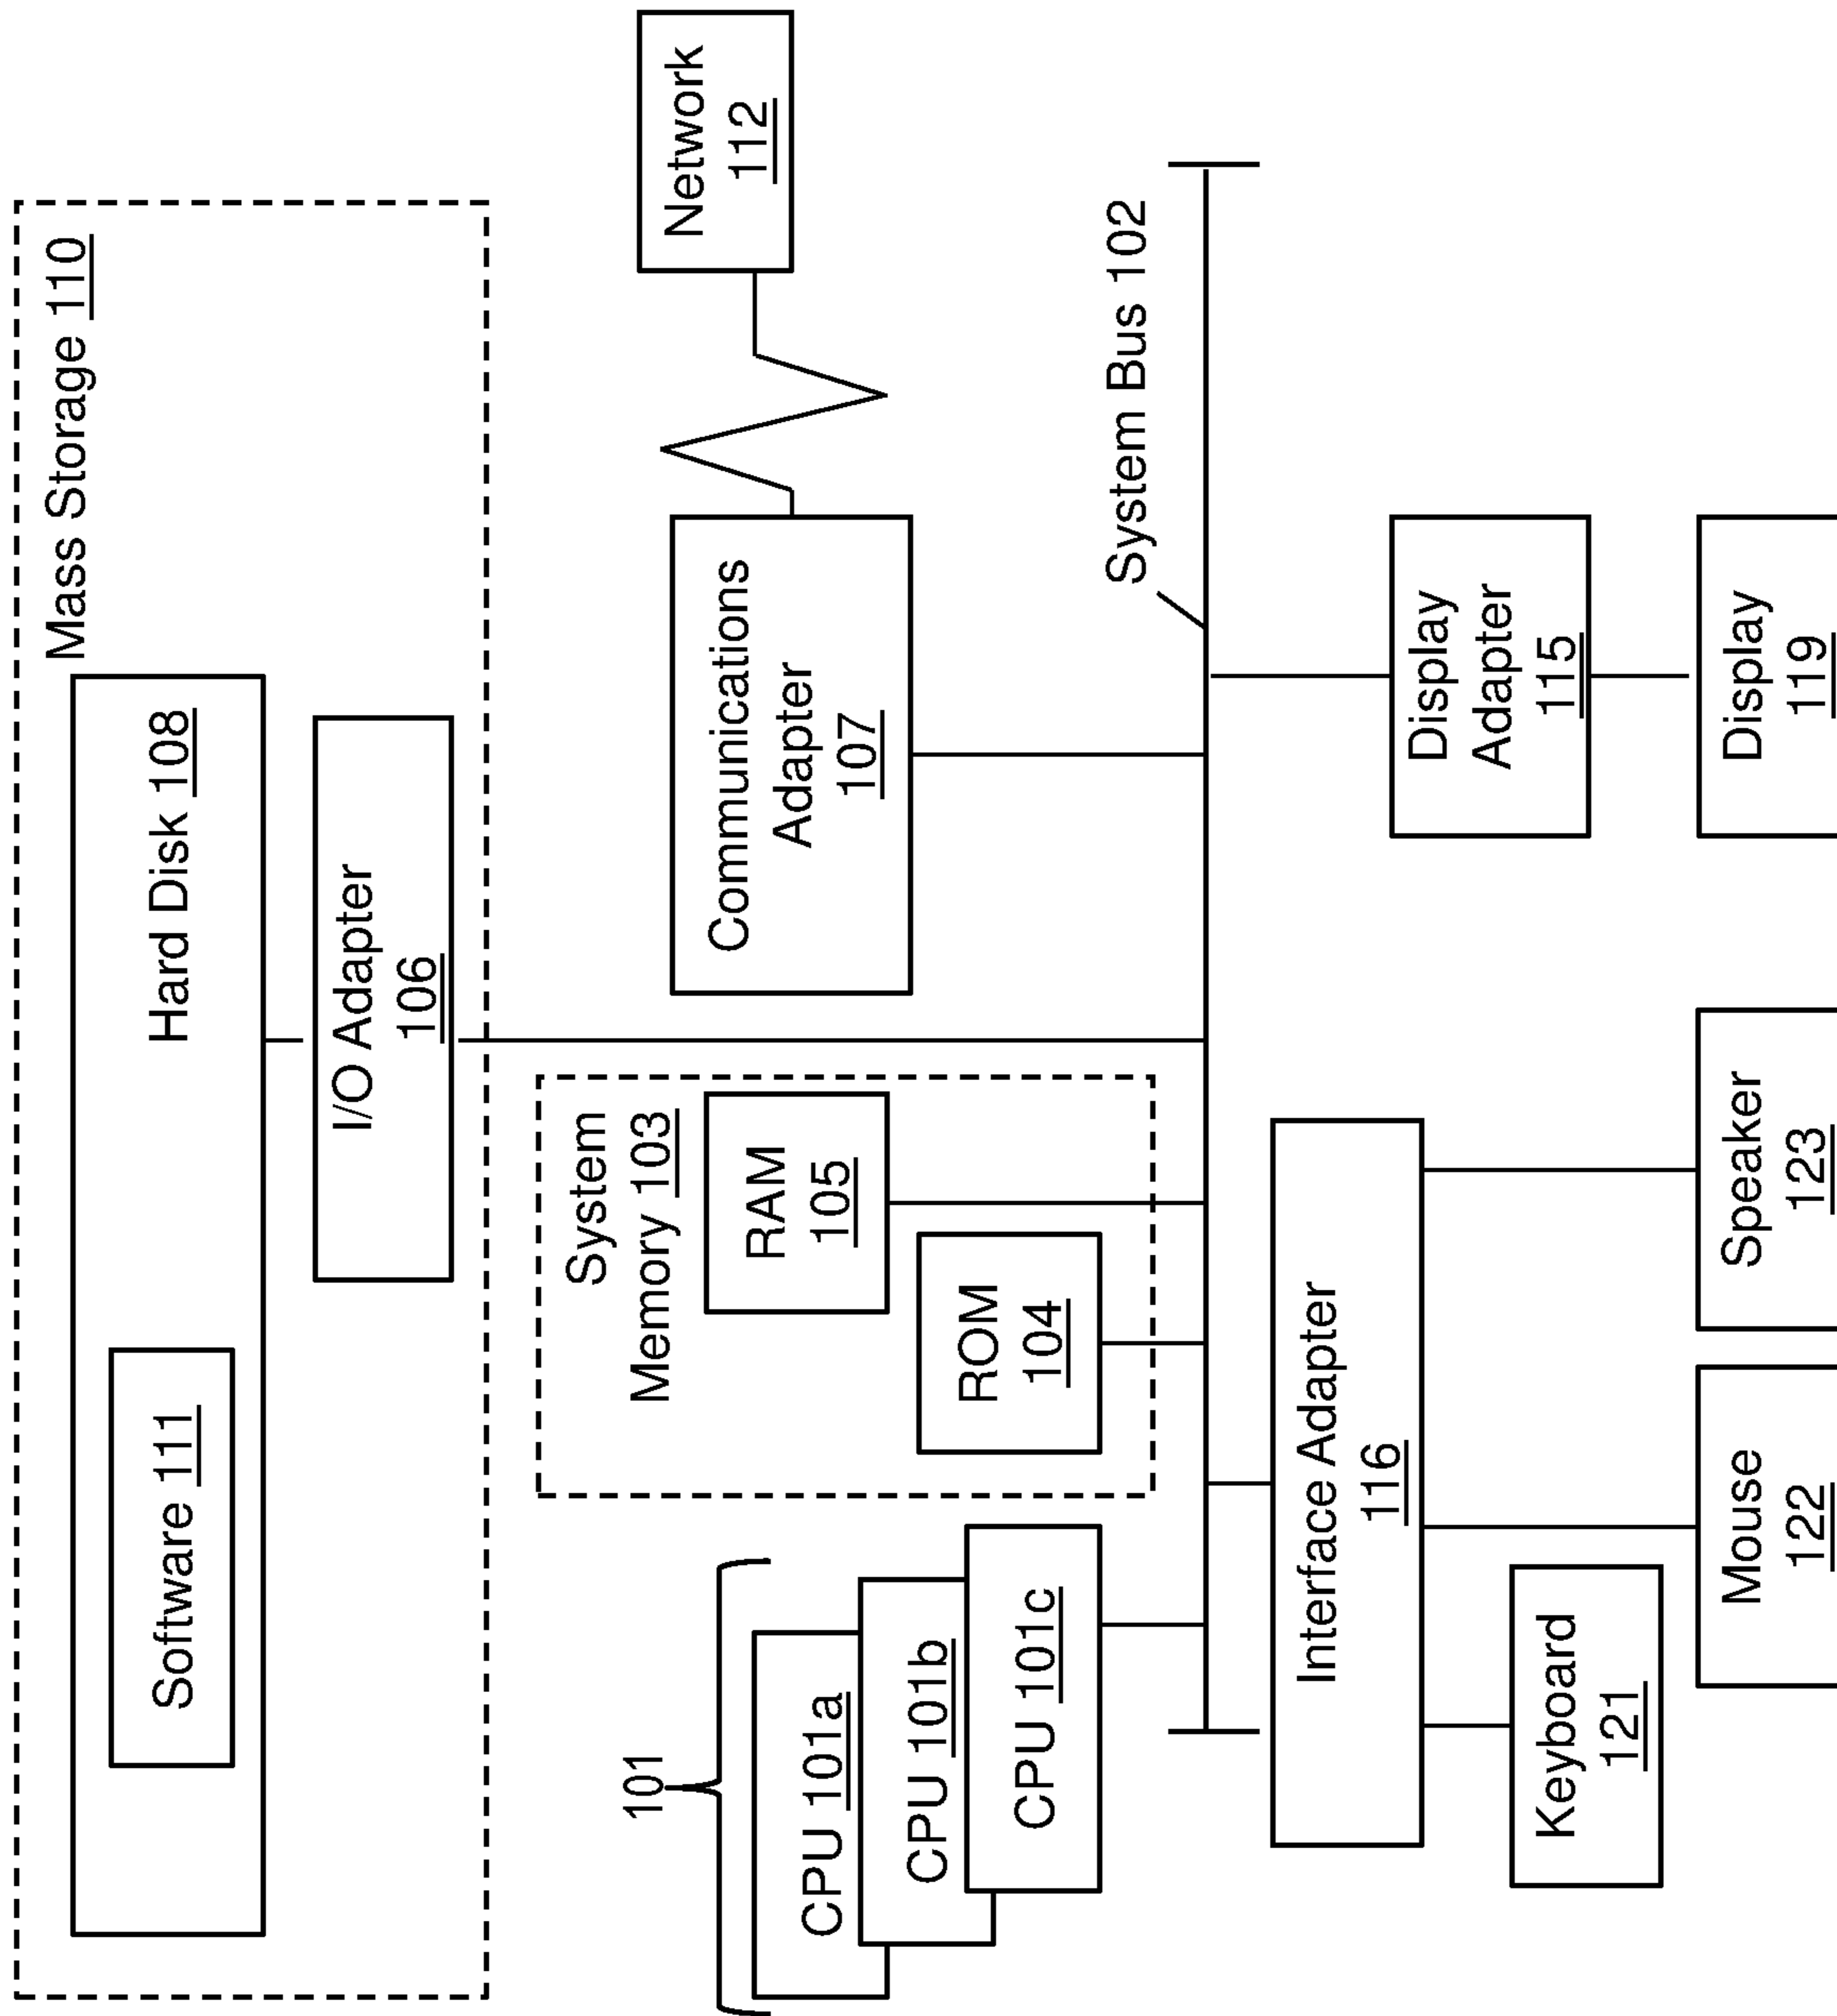 Mass Storage 110
Hard Disk 108
Software 111
I/O Adapter
106
101
CPU 101a
CPU 101b
CPU 101c
System
Memory 103
RAM
105
ROM
104
Communications
Adapter
107
Network
112
System Bus 102
Interface Adapter
116
Keyboard
121
Mouse
122
Speaker
123
Display
Adapter
115
Display
119